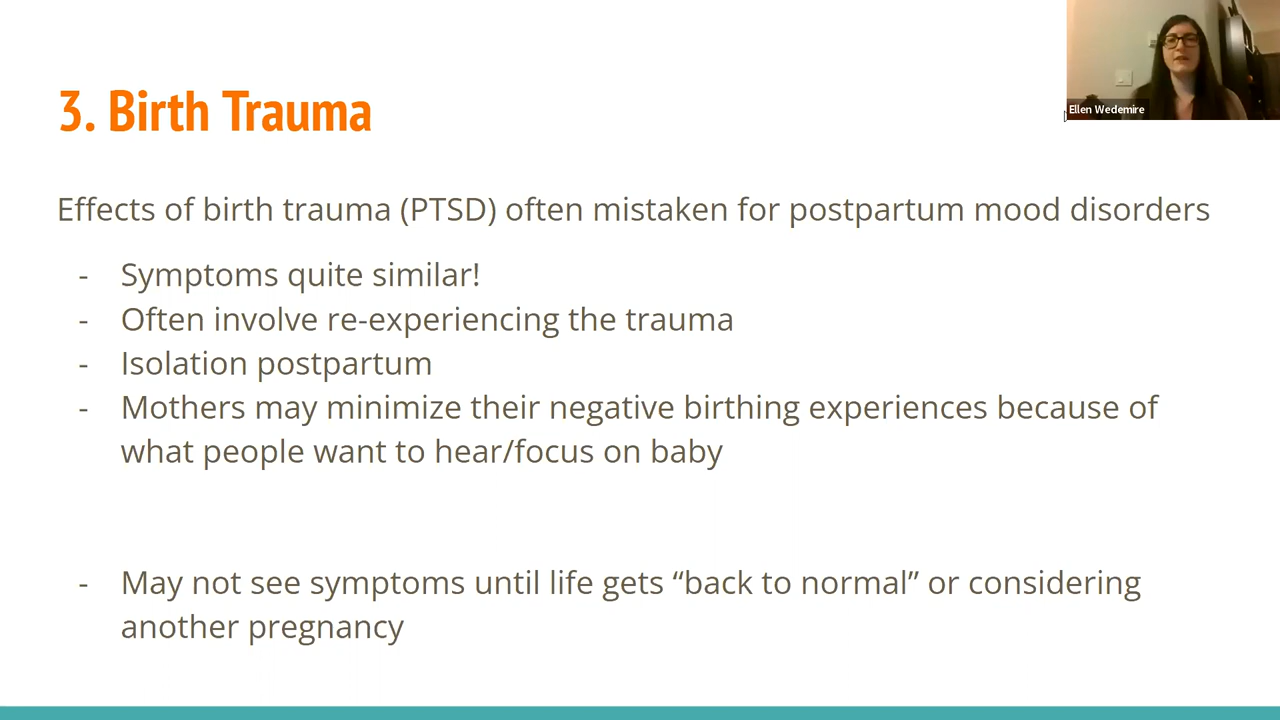 3. Birth Trauma
Ellen Wedemire
Effects of birth trauma (PTSD) often mistaken for postpartum mood disorders
- Symptoms quite similar!
- Often involve re-experiencing the trauma
- Isolation postpartum
- Mothers may minimize their negative birthing experiences because of
what people want to hear/focus on baby
- May not see symptoms until life gets “back to normal” or considering
another pregnancy